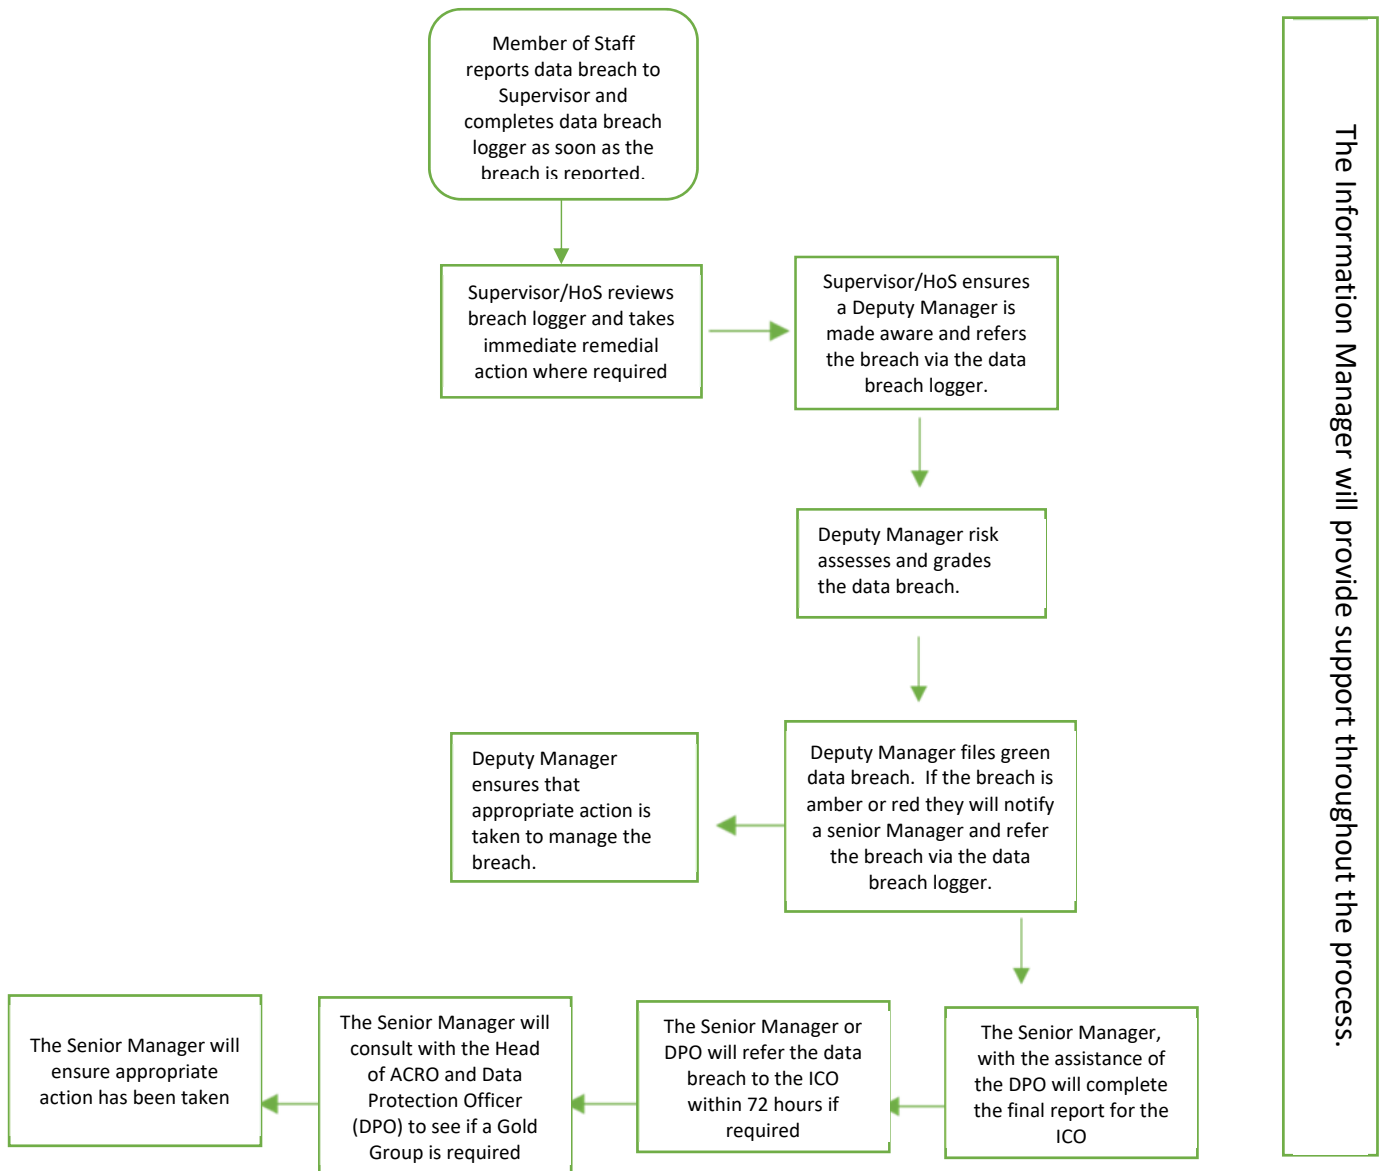 Member of Staff
reports data breach to
Supervisor and
completes data breach
logger as soon as the
breach is reported.
Supervisor/HoS reviews
breach logger and takes
immediate remedial
action where required
Supervisor/HoS ensures
a Deputy Manager is
made aware and refers
the breach via the data
breach logger.
Deputy Manager risk
assesses and grades
the data breach.
Deputy Manager files green
data breach.  If the breach is
amber or red they will notify
a senior Manager and refer
the breach via the data
breach logger.
Deputy Manager
ensures that
appropriate action is
taken to manage the
breach.
The Senior Manager,
with the assistance of
the DPO will complete
the final report for the
ICO
The Senior Manager or
DPO will refer the data
breach to the ICO
within 72 hours if
required
The Senior Manager will
consult with the Head
of ACRO and Data
Protection Officer
(DPO) to see if a Gold
Group is required
The Senior Manager will
ensure appropriate
action has been taken
The Information Manager will provide support throughout the process.